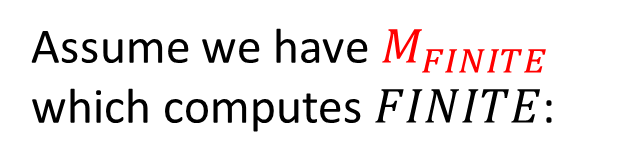 Assume we have M_FINITE
which computes FINITE: